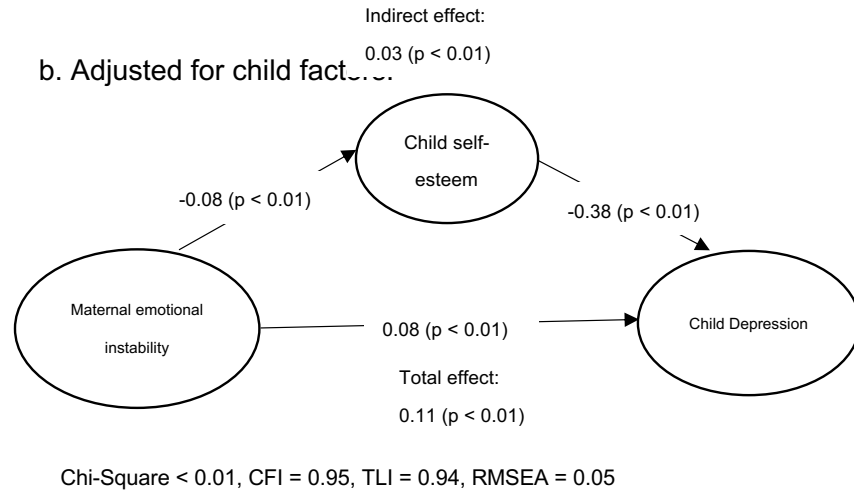 Indirect effect:
0.03 (p < 0.01)
b. Adjusted for child
Child self-
esteem
-0.08 (p < 0.01)
-0.38 (p < 0.01)
Maternal emotional
instability
0.08 (p < 0.01)
Child Depression
Total effect:
0.11 (p < 0.01)
Chi-Square < 0.01, CFI = 0.95, TLI = 0.94, RMSEA = 0.05